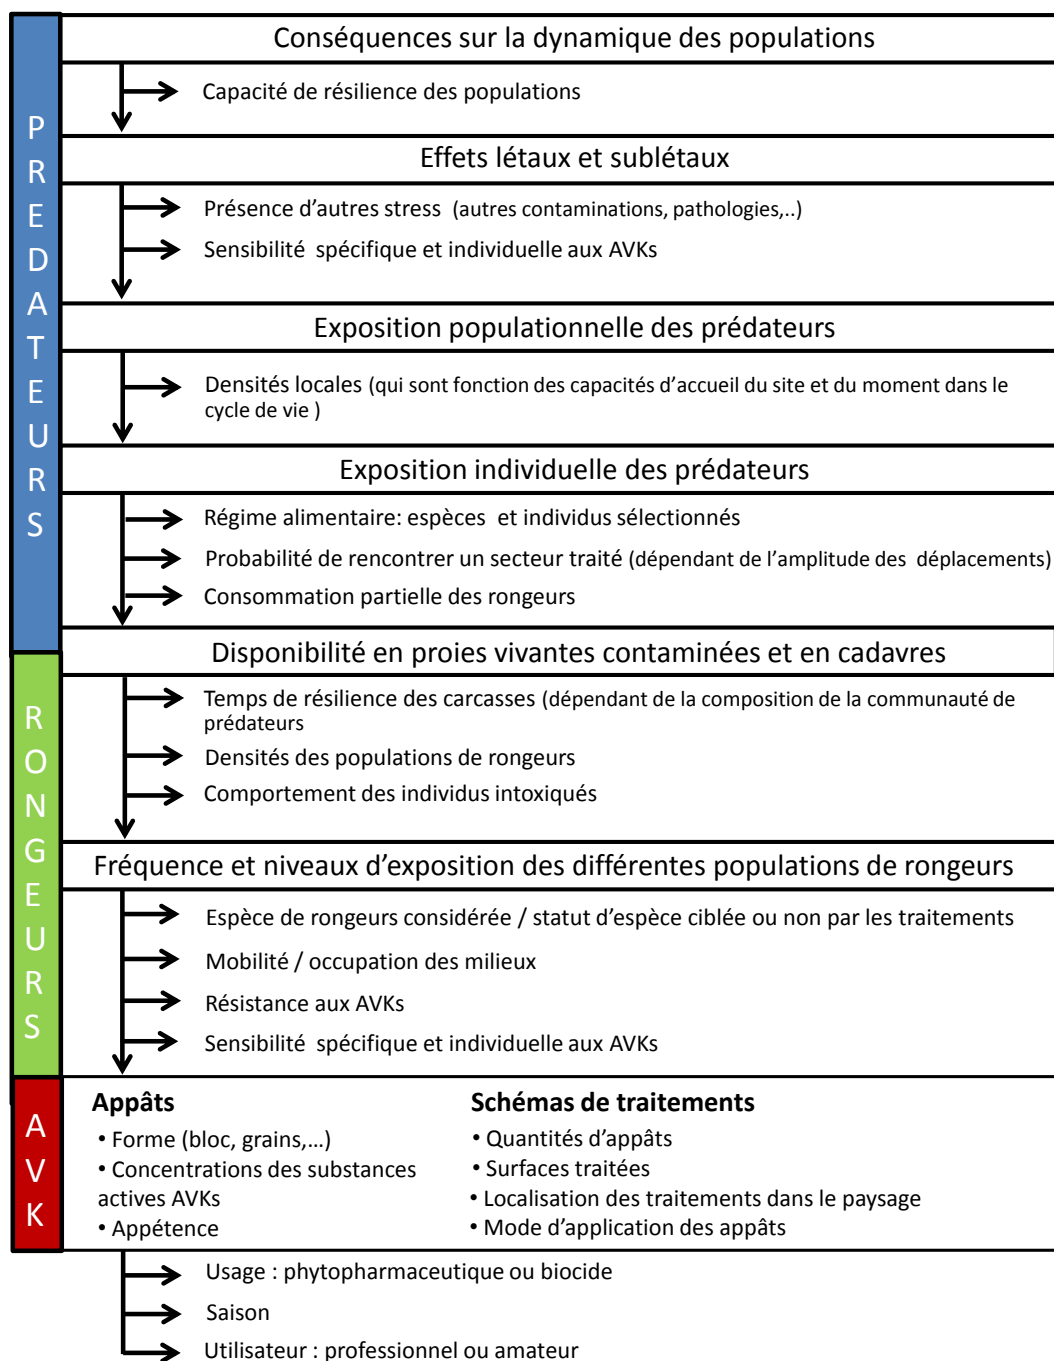 Conséquences sur la dynamique des populations
Capacité de résilience des populations
Effets létaux et sublétaux
Présence d'autres stress (autres contaminations, pathologies,..)
Sensibilité spécifique et individuelle aux AVKs
Exposition populationnelle des prédateurs
Densités locales (qui sont fonction des capacités d'accueil du site et du moment dans le
cycle de vie )
Exposition individuelle des prédateurs
Régime alimentaire: espèces et individus sélectionnés
Probabilité de rencontrer un secteur traité (dépendant de l'amplitude des déplacements)
Consommation partielle des rongeurs
PREDATEURS
Disponibilité en proies vivantes contaminées et en cadavres
Temps de résilience des carcasses (dépendant de la composition de la communauté de
prédateurs
Densités des populations de rongeurs
Comportement des individus intoxiqués
Fréquence et niveaux d'exposition des différentes populations de rongeurs
Espèce de rongeurs considérée / statut d'espèce ciblée ou non par les traitements
Mobilité / occupation des milieux
Résistance aux AVKs
Sensibilité spécifique et individuelle aux AVKs
RONGEURS
AVK
Appâts
• Forme (bloc, grains,...)
• Concentrations des substances
actives AVKs
• Appétence
Schémas de traitements
• Quantités d'appâts
• Surfaces traitées
• Localisation des traitements dans le paysage
• Mode d'application des appâts
Usage : phytopharmaceutique ou biocide
Saison
Utilisateur : professionnel ou amateur